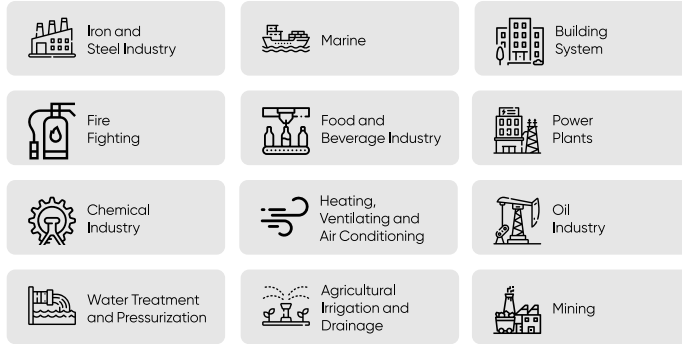 Iron and
Steel Industry
Marine
Building
System
Fire
Fighting
Food and
Beverage Industry
Power
Plants
Chemical
Industry
Heating,
Ventilating and
Air Conditioning
Oil
Industry
Water Treatment
and Pressurization
Agricultural
Irrigation and
Drainage
Mining